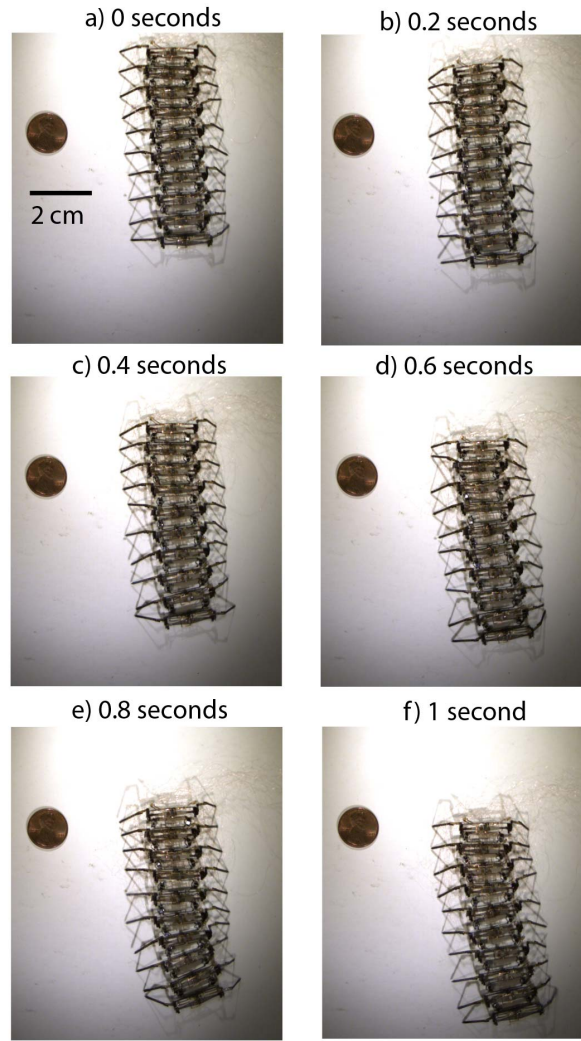 a) 0 seconds
b) 0.2 seconds
2 cm
c) 0.4 seconds
d) 0.6 seconds
e) 0.8 seconds
f) 1 second